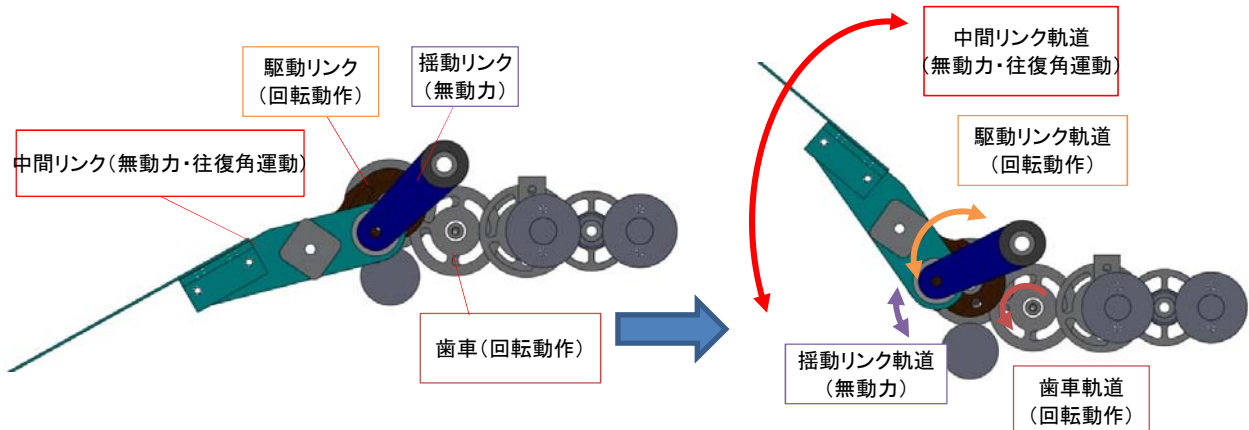 駆動リンク
(回転動作)
揺動リンク
(無動力)
中間リンク(無動力・往復角運動)
歯車(回転動作)
中間リンク軌道
(無動力・往復角運動)
駆動リンク軌道
(回転動作)
揺動リンク軌道
(無動力)
歯車軌道
(回転動作)